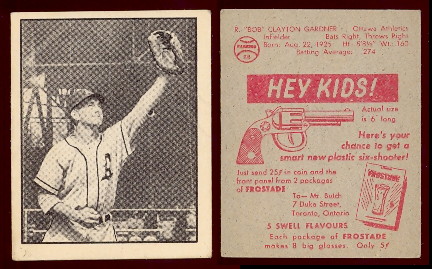 R. "BOB" CLAYTON GARDNER - Ottawa Athletics
Infielder Bats Right, Throws Right
Born: Aug. 22, 1925 Ht. 5'8½" Wt. 160
Batting Average: .274
HEY KIDS!
Actual size
is 6" long
Here's your
chance to get a
smart new plastic six-shooter!
Just send 25¢ in coin and the
front panel from 2 packages
of FROSTADE
To— Mr. Butch
7 Duke Street,
Toronto, Ontario
FROSTADE
5 SWELL FLAVOURS
Each package of FROSTADE
makes 8 big glasses. Only 5¢